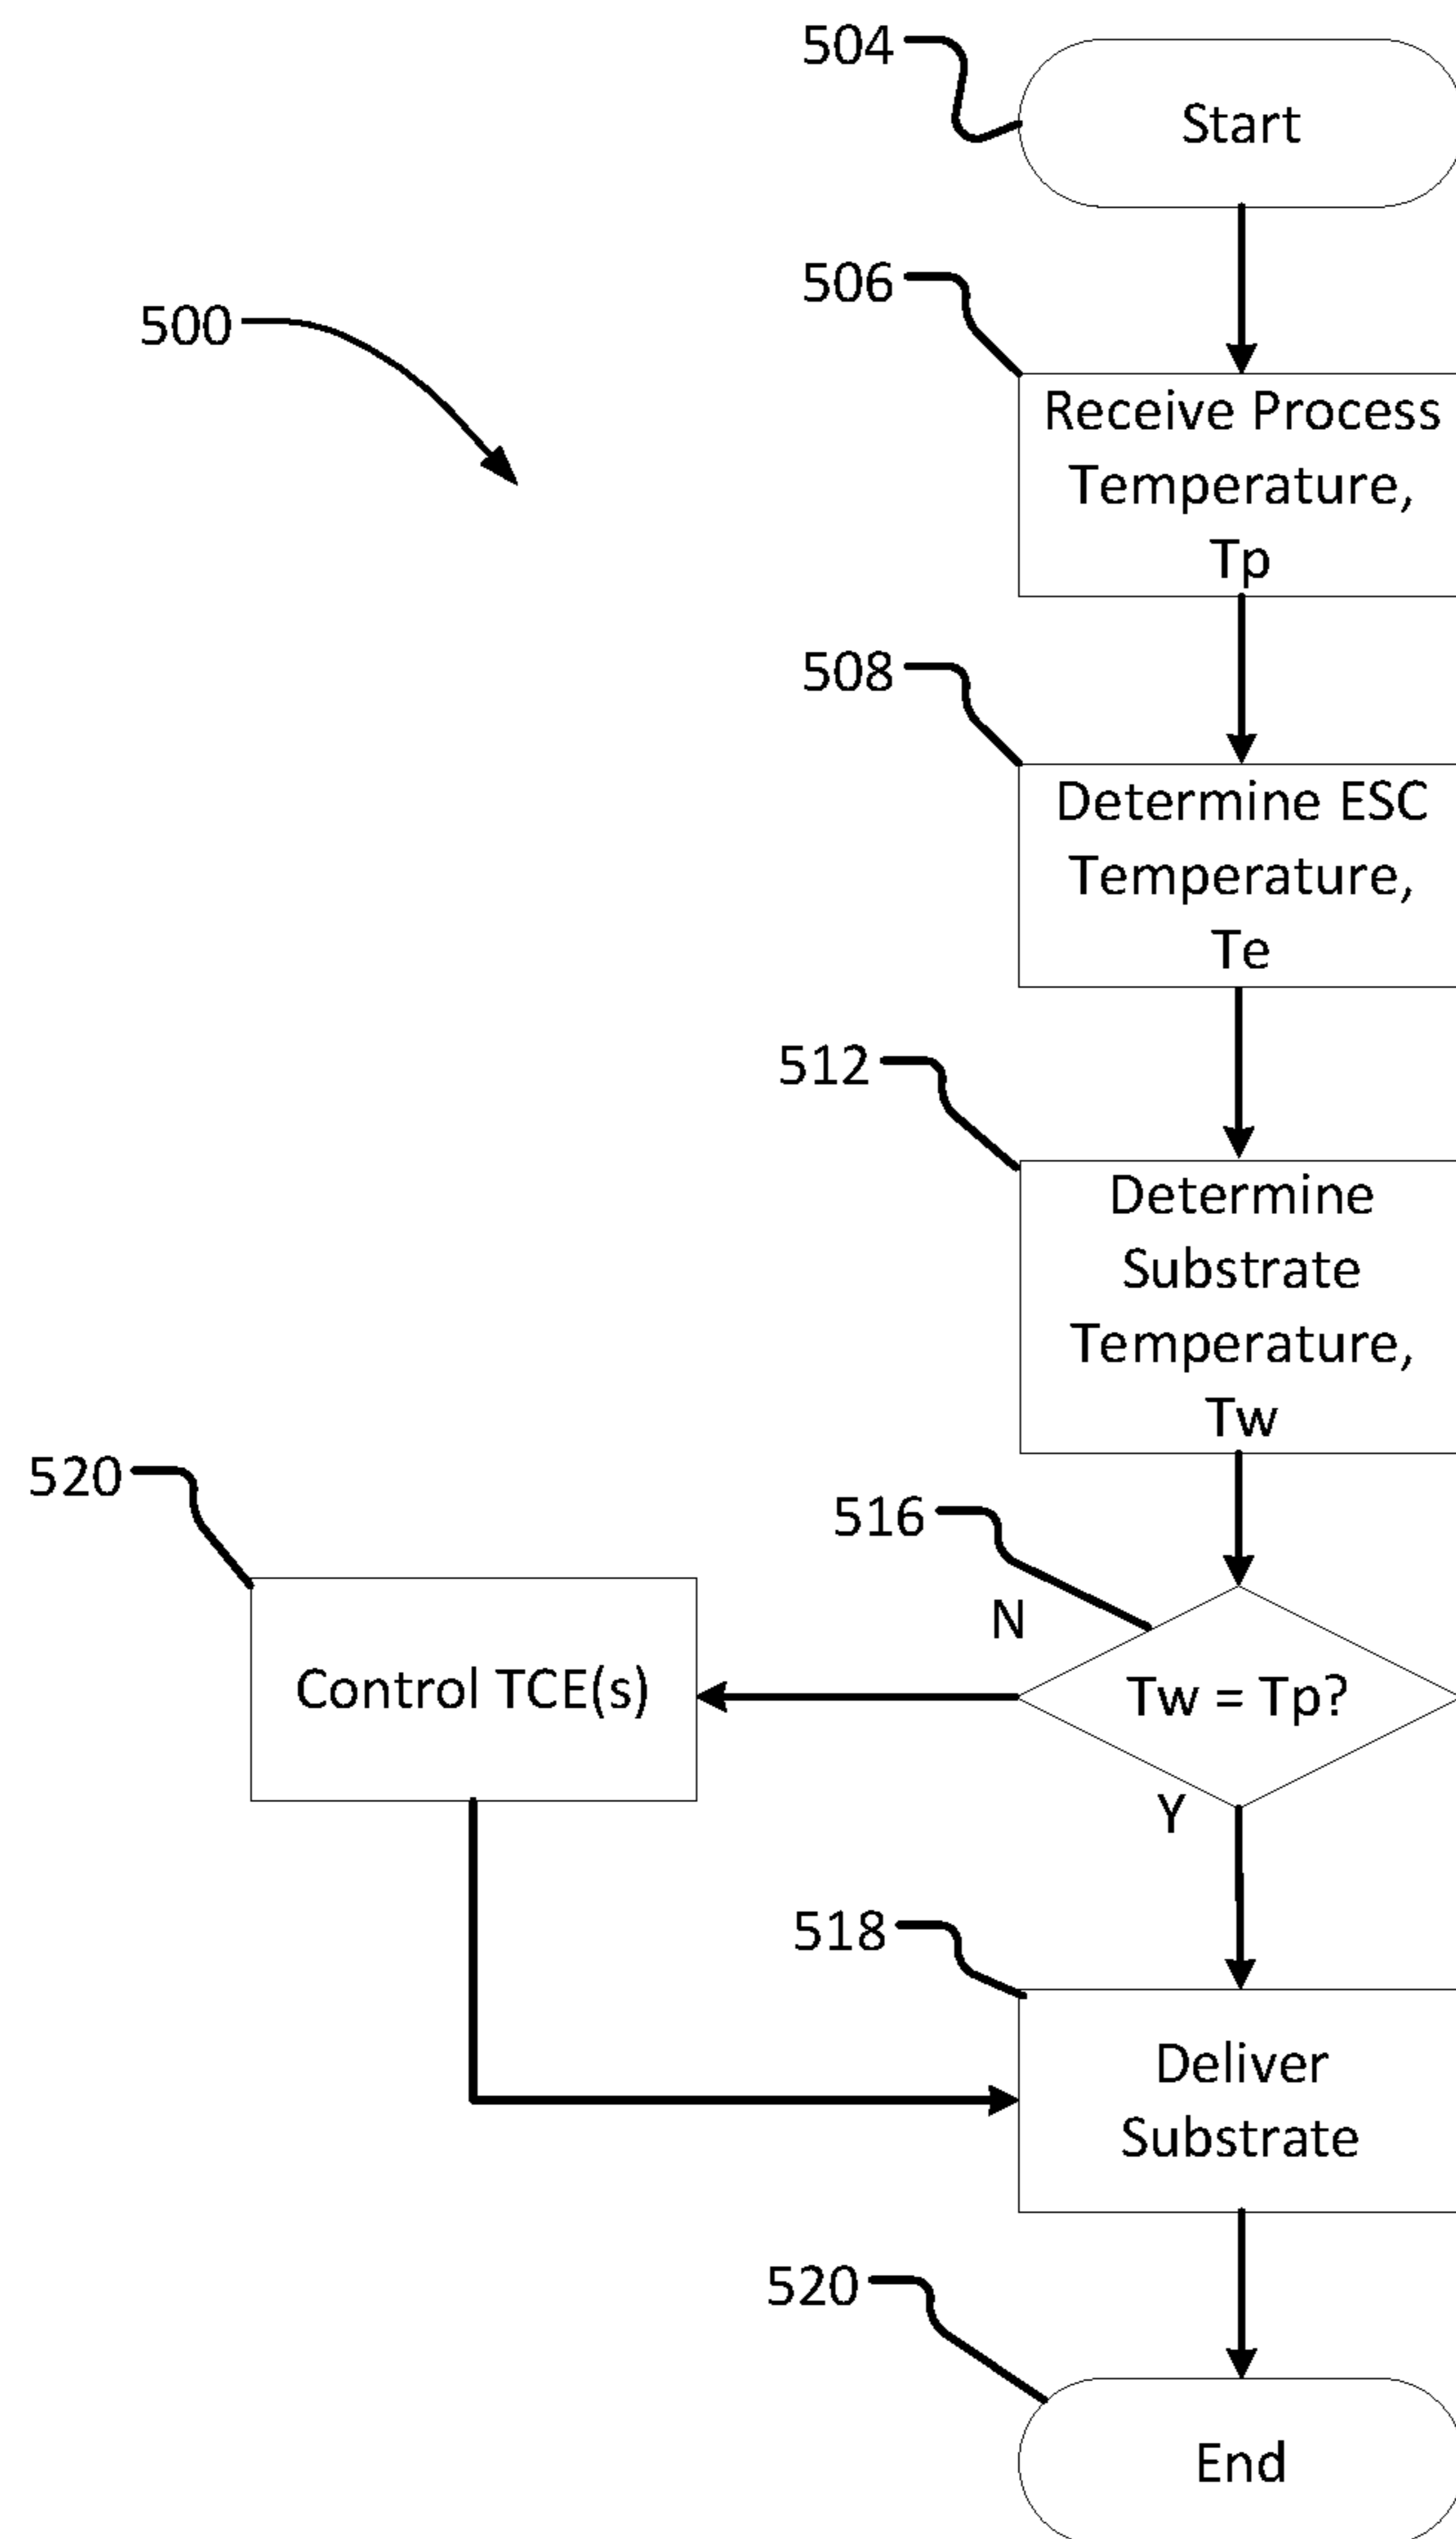 504
Start
506
500
Receive Process
Temperature,
Tp
508
Determine ESC
Temperature,
Te
512
Determine
Substrate
Temperature,
Tw
520
516
N
Control TCE(s)
Tw = Tp?
Y
518
Deliver
Substrate
520
End